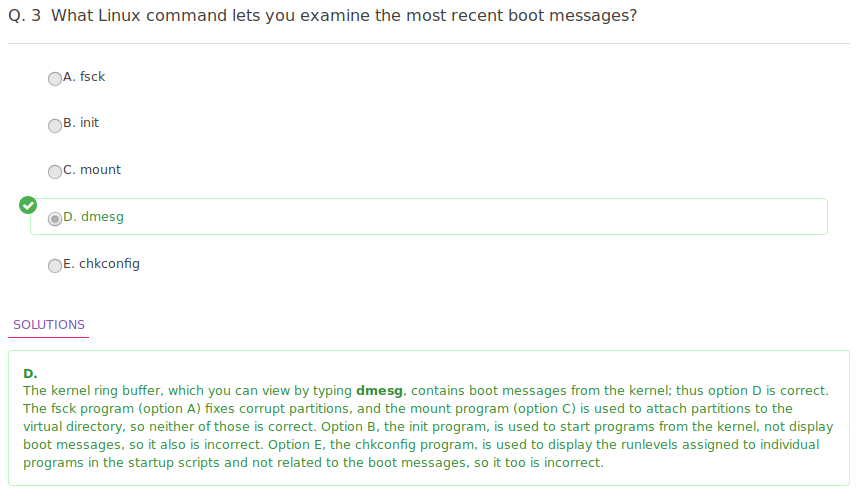 Q. 3 What Linux command lets you examine the most recent boot messages?
A. fsck
B. init
C. mount
D. dmesg
E. chkconfig
SOLUTIONS
D.
The kernel ring buffer, which you can view by typing dmesg, contains boot messages from the kernel; thus option D is correct.
The fsck program (option A) fixes corrupt partitions, and the mount program (option C) is used to attach partitions to the
virtual directory, so neither of those is correct. Option B, the init program, is used to start programs from the kernel, not display
boot messages, so it also is incorrect. Option E, the chkconfig program, is used to display the runlevels assigned to individual
programs in the startup scripts and not related to the boot messages, so it too is incorrect.